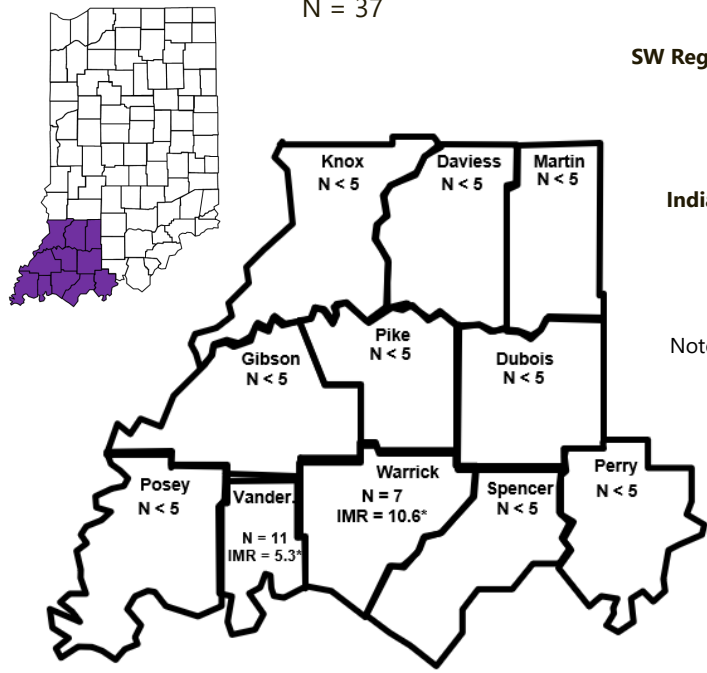 N = 37
SW Reg
India
Note
Knox
N < 5
Daviess
N < 5
Martin
N < 5
Pike
N < 5
Gibson
N < 5
Dubois
N < 5
Posey
N < 5
Vander.
N = 11
IMR = 5.3*
Warrick
N = 7
IMR = 10.6*
Spencer
N < 5
Perry
N < 5